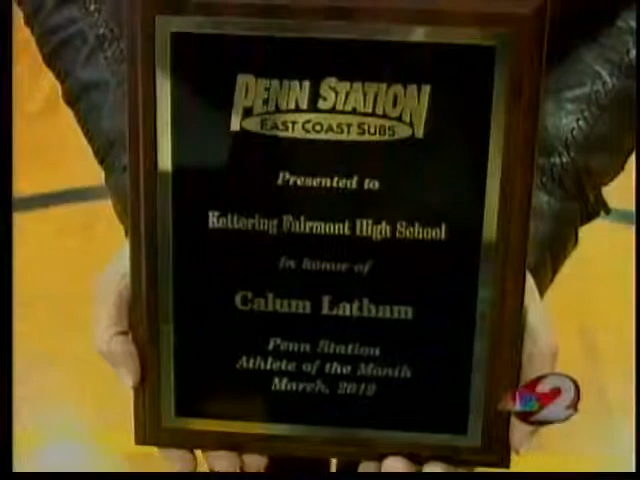 PENN STATION
EAST COAST SUBS
Presented to
Kettering Fairmont High School
In honor of
Calum Latham
Penn Station
Athlete of the Month
March, 2012
2